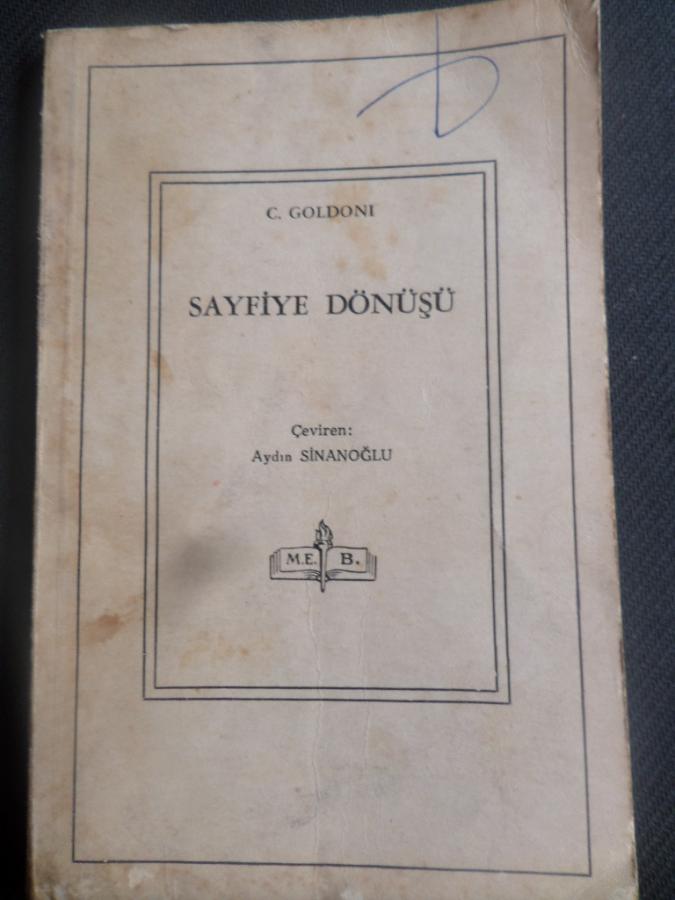 C. GOLDONI
SAYFİYE DÖNÜŞÜ
Çeviren:
Aydın SİNANOĞLU
M.E. B.